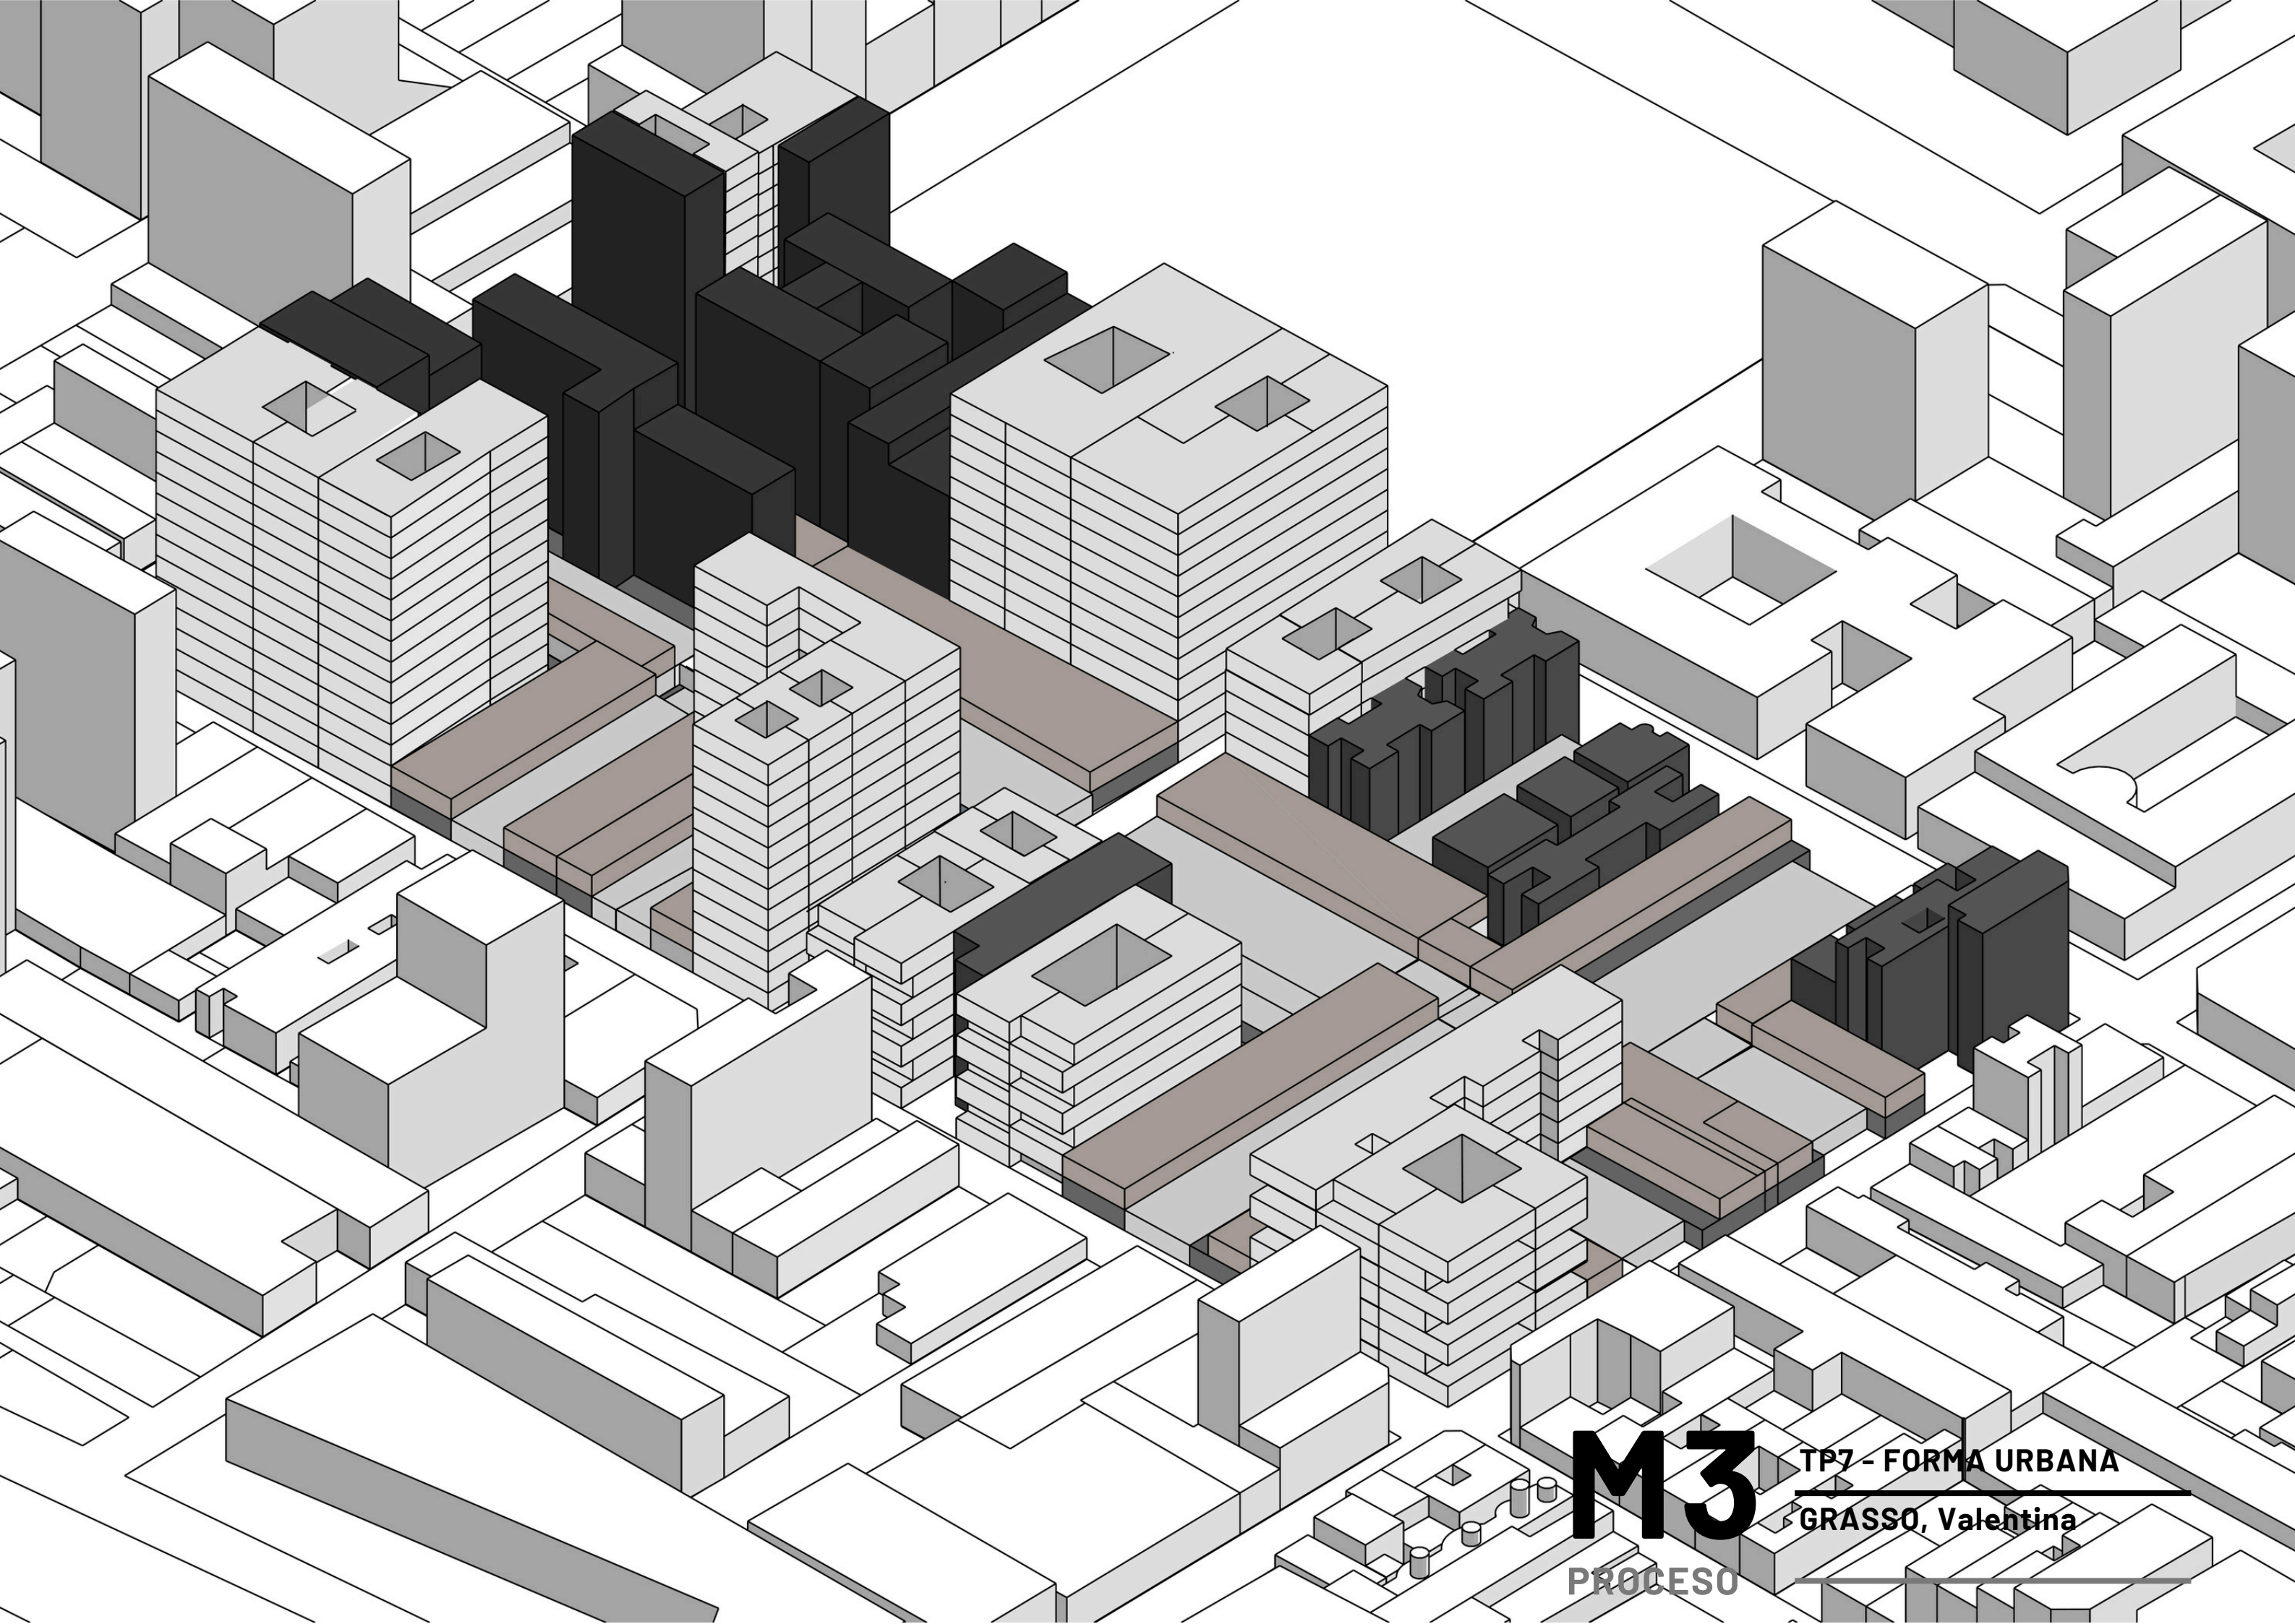 M3
TP7 - FORMA URBANA
GRASSO, Valentina
PROCESO